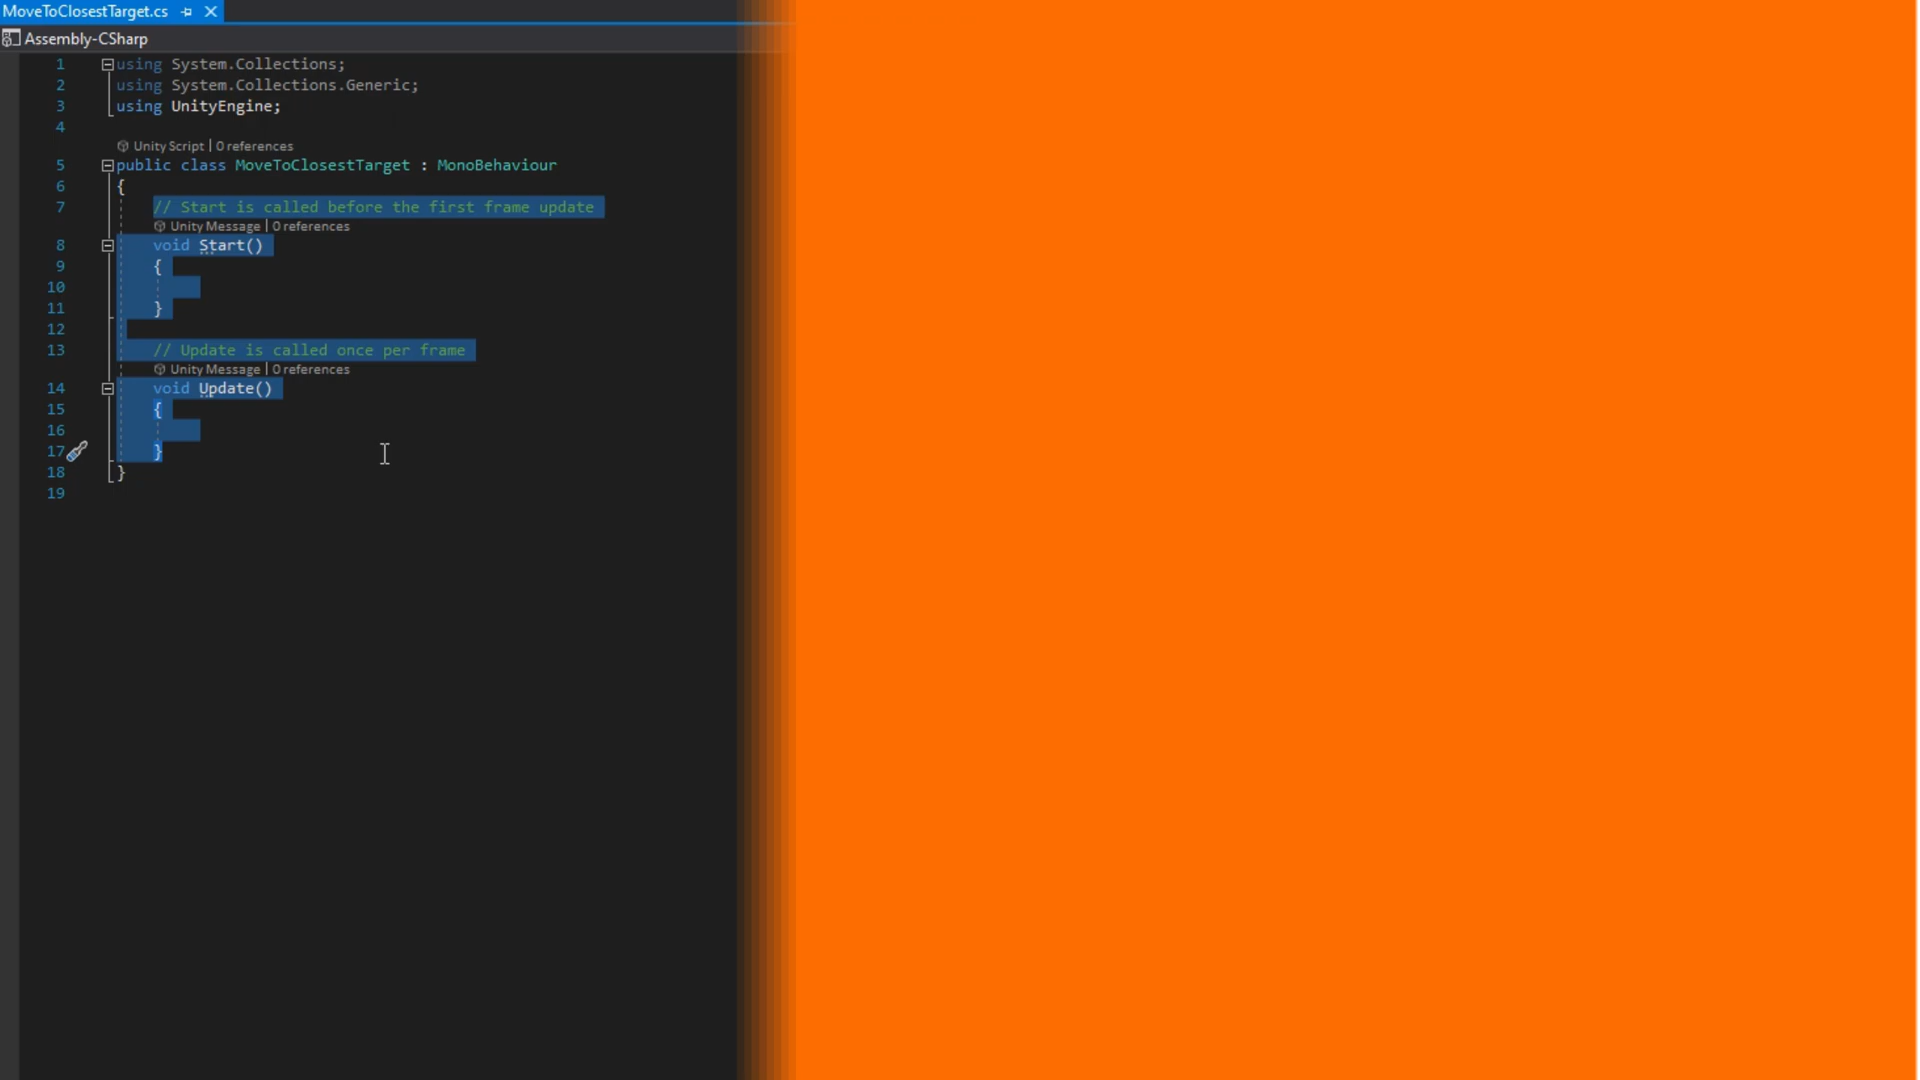 MoveToClosestTarget.cs
Assembly-CSharp
1 using System.Collections;
2 using System.Collections.Generic;
3 using UnityEngine;
4
Unity Script | 0 references
5 public class MoveToClosestTarget : MonoBehaviour
6 {
7 // Start is called before the first frame update
Unity Message | 0 references
8 void Start()
9 {
10
11 }
12
13 // Update is called once per frame
Unity Message | 0 references
14 void Update()
15 {
16
17 }
18 }
19